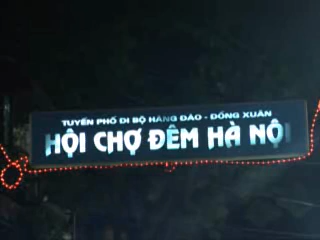 TUYẾN PHỐ ĐI BỘ HÀNG ĐÀO - ĐỒNG XUÂN
HỘI CHỢ ĐÊM HÀ NỘI